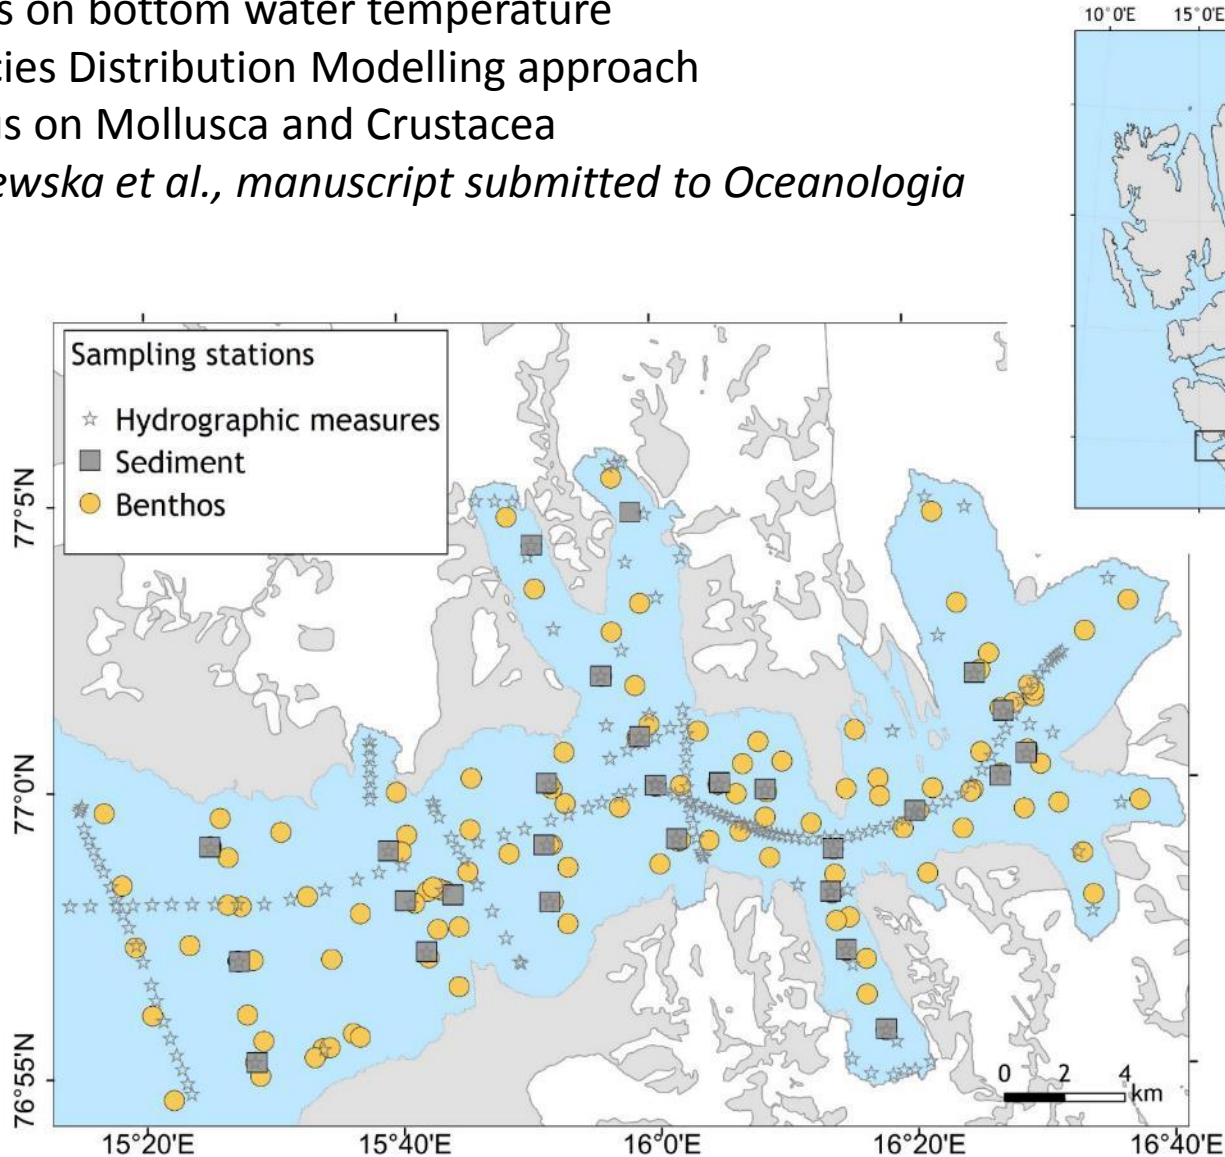 s on bottom water temperature
cies Distribution Modelling approach
us on Mollusca and Crustacea
ewska et al., manuscript submitted to Oceanologia
10°0'E 15°0'E
Sampling stations
Hydrographic measures
Sediment
Benthos
77°5'N
77°0'N
76°55'N
0 2 4
km
15°20'E 15°40'E 16°0'E 16°20'E 16°40'E